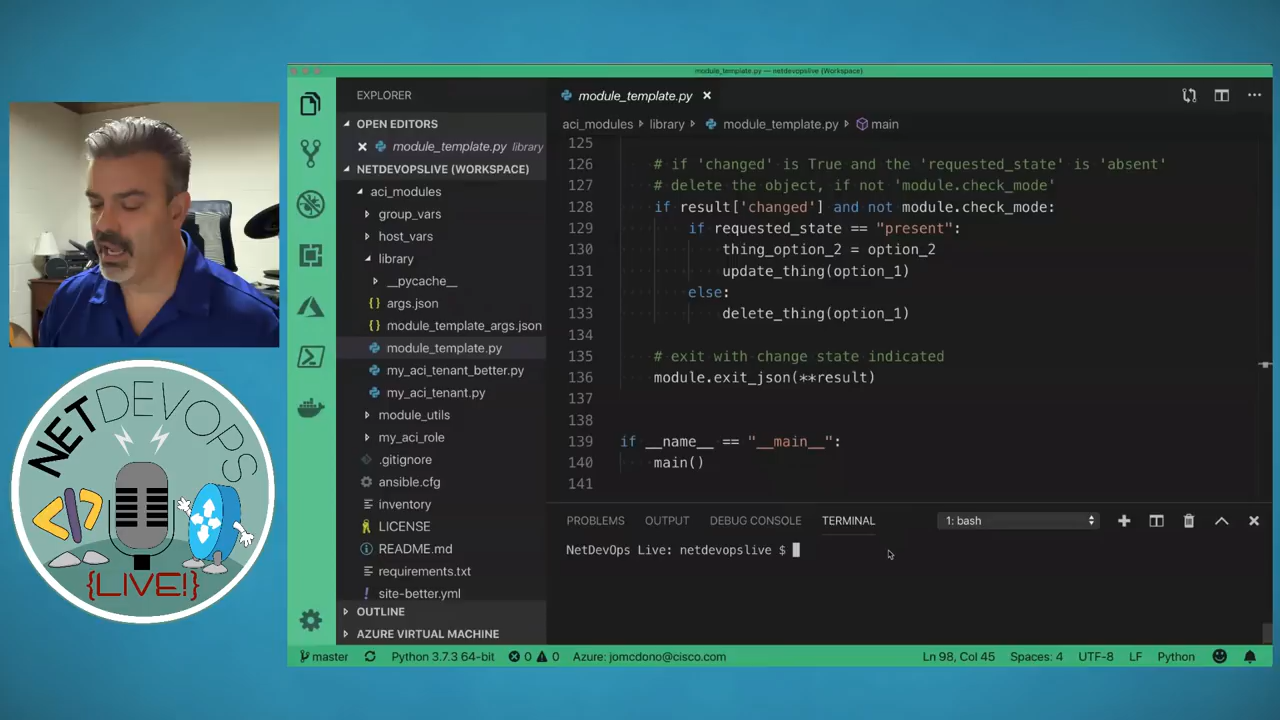 module_template.py — netdevopslive (Workspace)
EXPLORER
OPEN EDITORS
module_template.py library
NETDEVOPSLIVE (WORKSPACE)
aci_modules
group_vars
host_vars
library
__pycache__
args.json
module_template_args.json
module_template.py
my_aci_tenant_better.py
my_aci_tenant.py
module_utils
my_aci_role
.gitignore
ansible.cfg
inventory
LICENSE
README.md
requirements.txt
site-better.yml
OUTLINE
AZURE VIRTUAL MACHINE
module_template.py
aci_modules library module_template.py main
125
126 # if 'changed' is True and the 'requested_state' is 'absent'
127 # delete the object, if not 'module.check_mode'
128 if result['changed'] and not module.check_mode:
129 if requested_state == "present":
130 thing_option_2 = option_2
131 update_thing(option_1)
132 else:
133 delete_thing(option_1)
134
135 # exit with change state indicated
136 module.exit_json(**result)
137
138
139 if __name__ == "__main__":
140 main()
141
PROBLEMS OUTPUT DEBUG CONSOLE TERMINAL 1: bash
NetDevOps Live: netdevopslive $
master Python 3.7.3 64-bit 0 0 Azure: jomcdono@cisco.com Ln 98, Col 45 Spaces: 4 UTF-8 LF Python
NETDEVOPS
</>
{LIVE!}